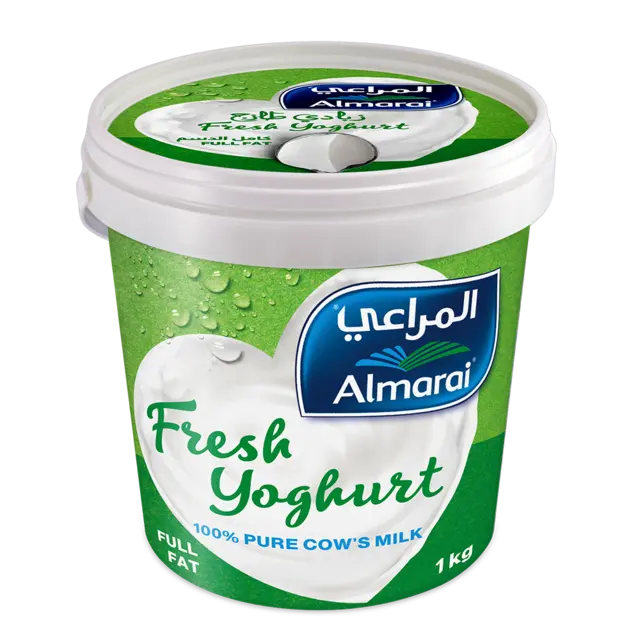 المراعي
Almarai
زبادي طازج
Fresh Yoghurt
كامل الدسم
FULL FAT
المراعي
Almarai
Fresh
Yoghurt
100% PURE COW'S MILK
FULL
FAT
1 kg